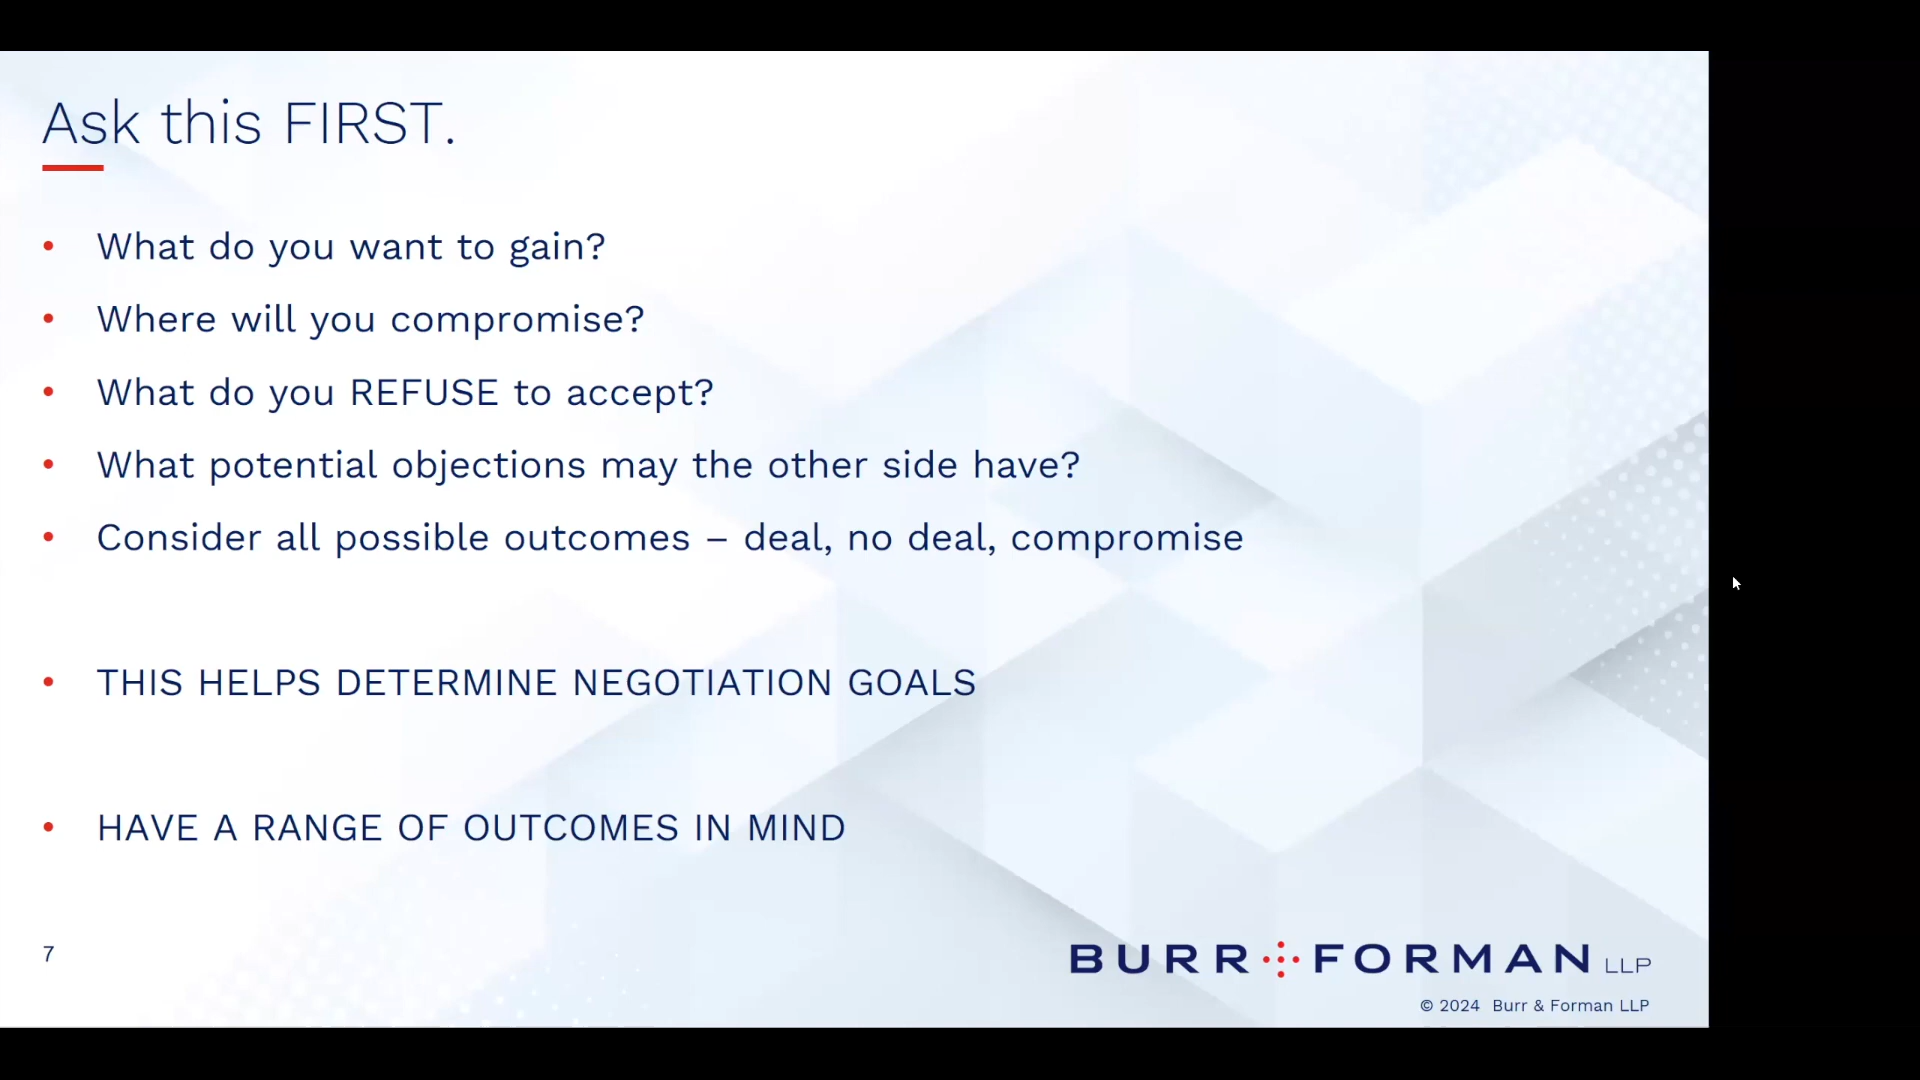 Ask this FIRST.
• What do you want to gain?
• Where will you compromise?
• What do you REFUSE to accept?
• What potential objections may the other side have?
• Consider all possible outcomes – deal, no deal, compromise
• THIS HELPS DETERMINE NEGOTIATION GOALS
• HAVE A RANGE OF OUTCOMES IN MIND
7
BURR FORMAN LLP
© 2024 Burr & Forman LLP